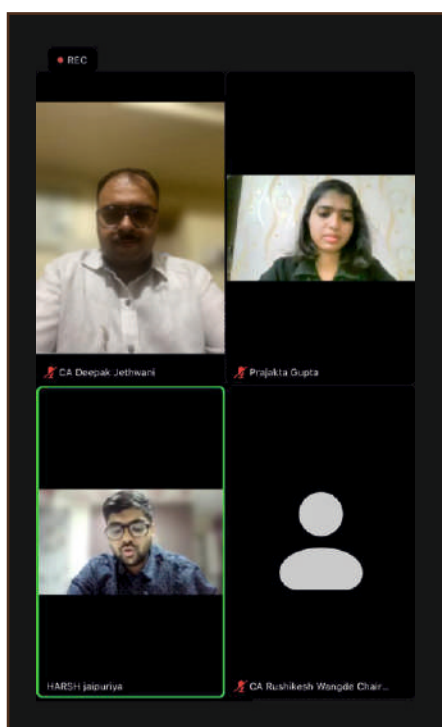 REC
CA Deepak Jethwani
Prajakta Gupta
HARSH jaipuriya
CA Rushikesh Wangde Chair...